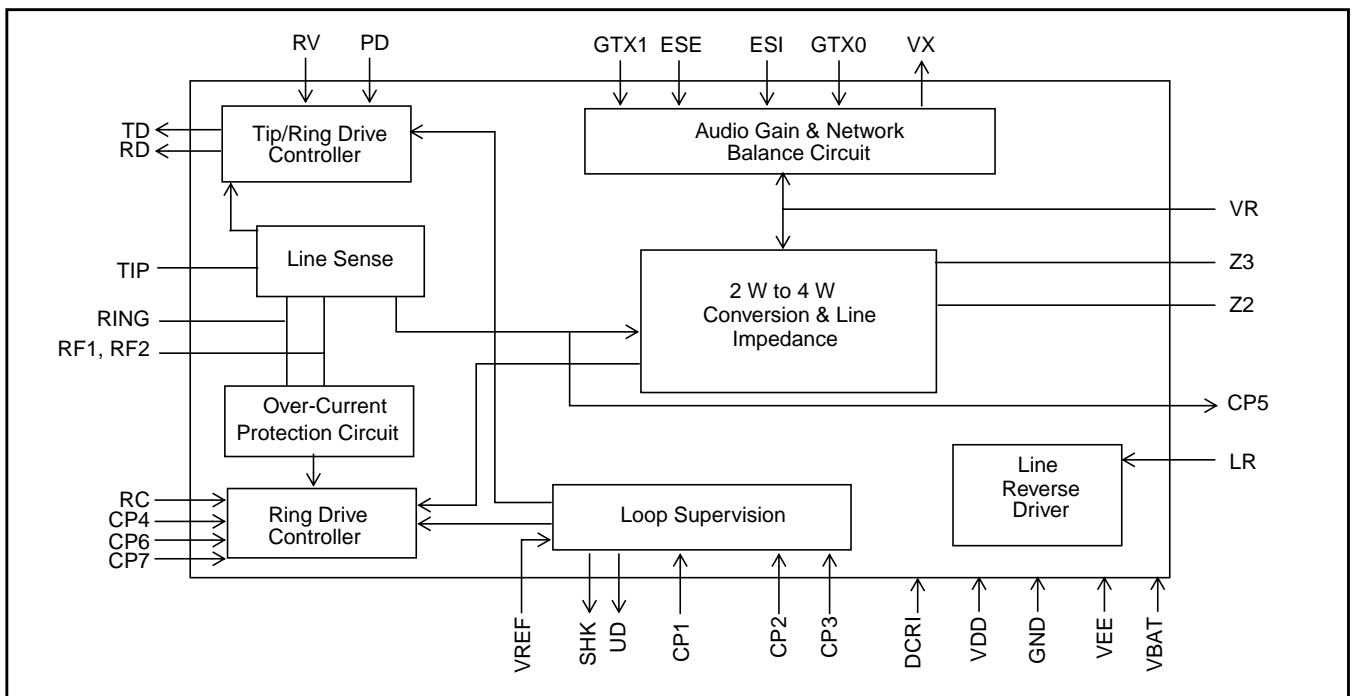 RV PD GTX1 ESE ESI GTX0 VX
TD
RD
Tip/Ring Drive
Controller
Audio Gain & Network
Balance Circuit
VR
Line Sense
TIP
Z3
2 W to 4 W
Conversion & Line
Impedance
Z2
RING
RF1, RF2
Over-Current
Protection Circuit
CP5
Line
Reverse
Driver
LR
RC
CP4
CP6
CP7
Ring Drive
Controller
Loop Supervision
VREF
SHK
UD
CP1
CP2
CP3
DCRI
VDD
GND
VEE
VBAT